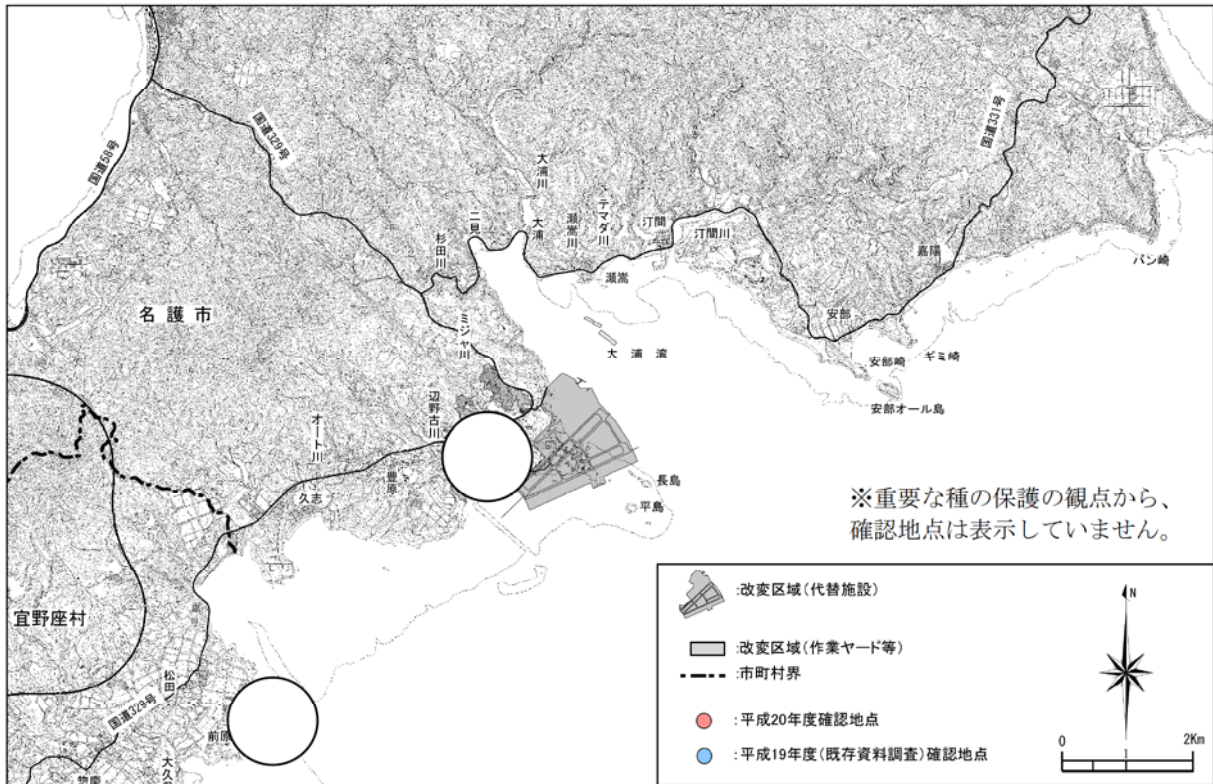 国道58号
国道329号
国道331号
大浦川
大浦
瀬嵩川
テマダ川
汀間
汀間川
二見
杉田川
瀬嵩
嘉陽
バン崎
名護市
ミジャ川
大浦湾
安部
安部崎
ギミ崎
安部オール島
辺野古川
オート川
久志
豊原
長島
平島
※重要な種の保護の観点から、
確認地点は表示していません。
宜野座村
松田
国道329号
前原
惣慶
:改変区域(代替施設)
:改変区域(作業ヤード等)
:市町村界
:平成20年度確認地点
:平成19年度(既存資料調査)確認地点
N
0 2Km